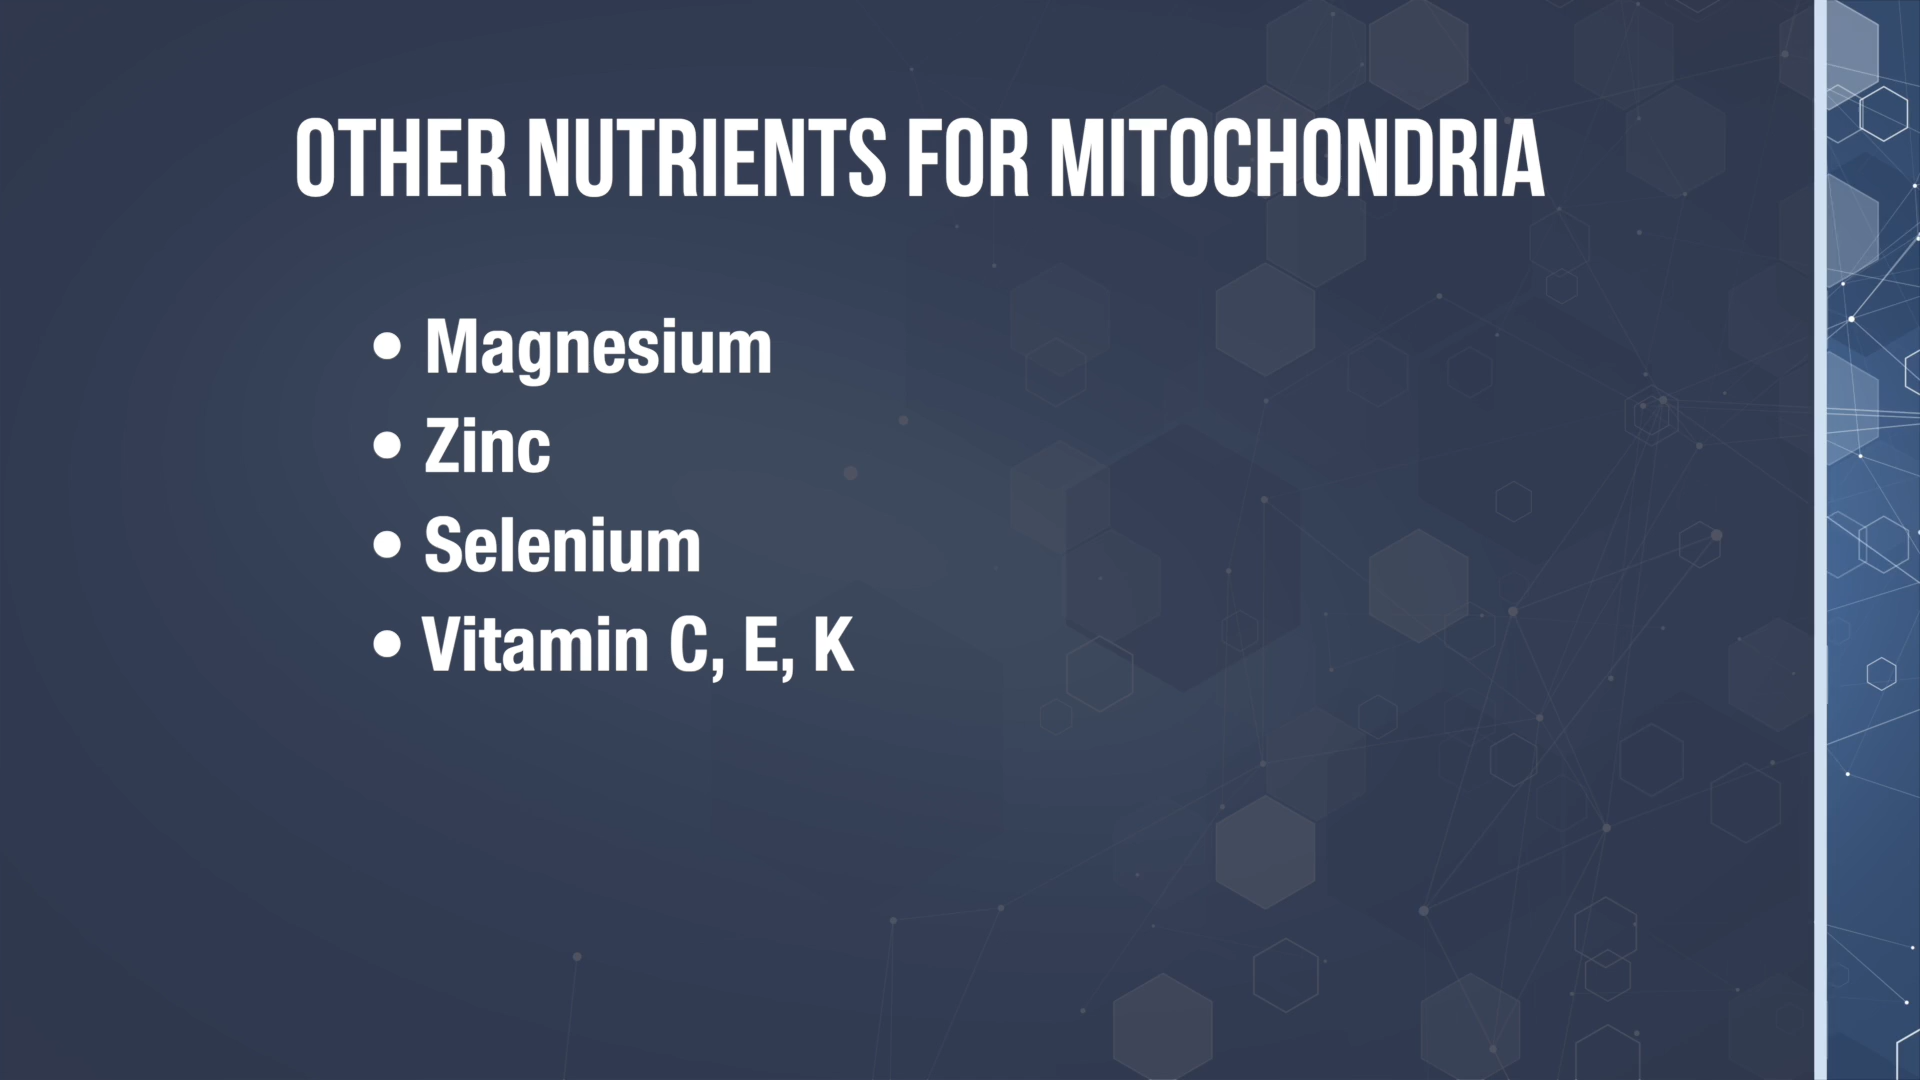 OTHER NUTRIENTS FOR MITOCHONDRIA
• Magnesium
• Zinc
• Selenium
• Vitamin C, E, K